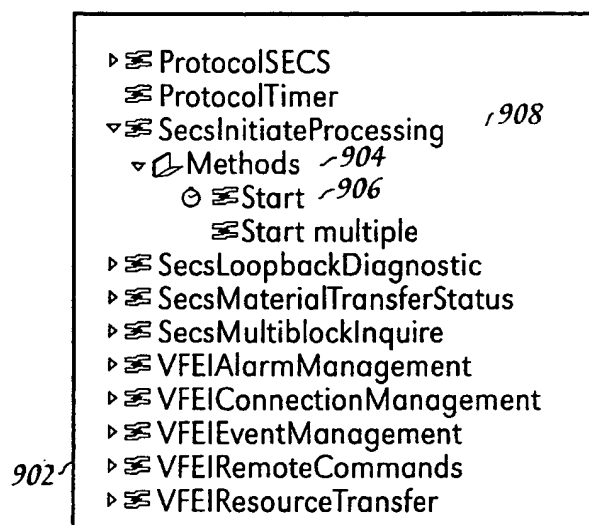 ProtocolSECS
ProtocolTimer
SecsInitiateProcessing 908
Methods 904
Start 906
Start multiple
SecsLoopbackDiagnostic
SecsMaterialTransferStatus
SecsMultiblockInquire
VFEIAlarmManagement
VFEIConnectionManagement
VFEIEventManagement
902 VFEIRemoteCommands
VFEIResourceTransfer